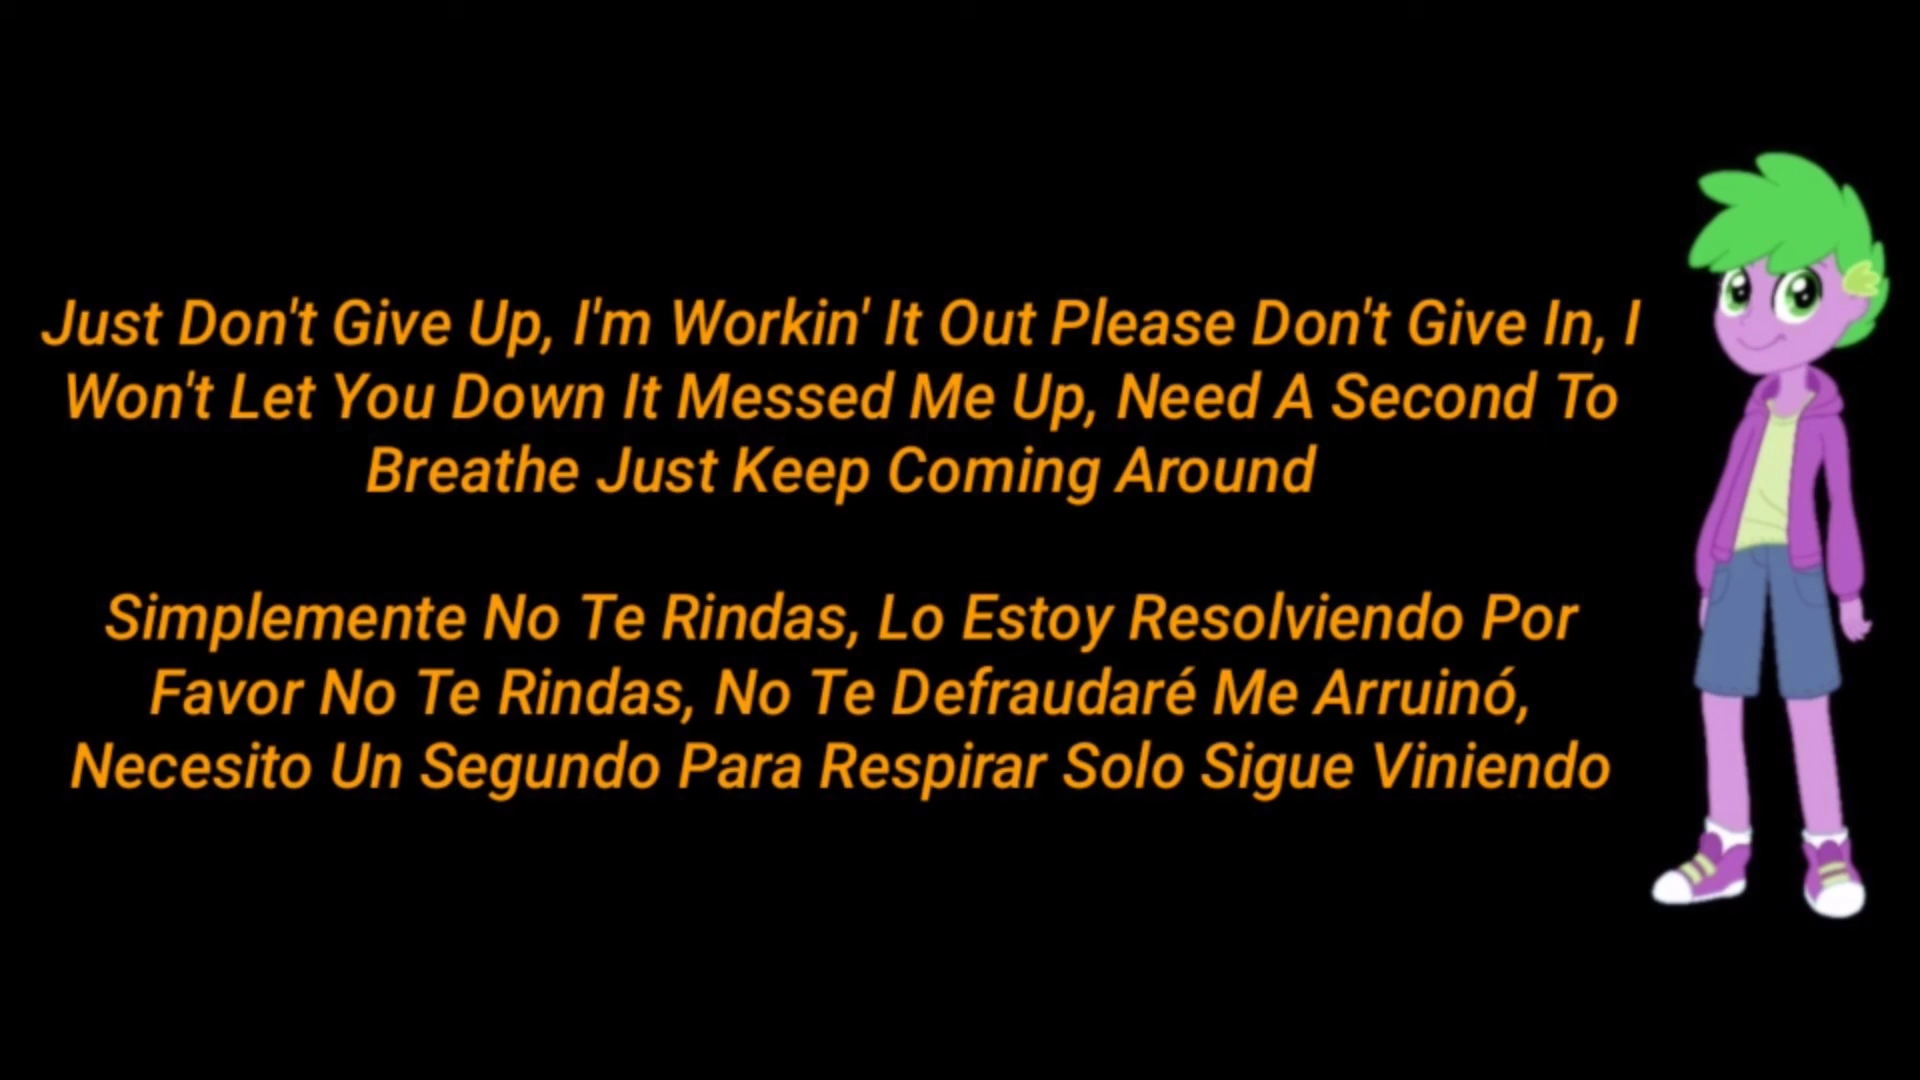 Just Don't Give Up, I'm Workin' It Out Please Don't Give In, I
Won't Let You Down It Messed Me Up, Need A Second To
Breathe Just Keep Coming Around
Simplemente No Te Rindas, Lo Estoy Resolviendo Por
Favor No Te Rindas, No Te Defraudaré Me Arruinó,
Necesito Un Segundo Para Respirar Solo Sigue Viniendo